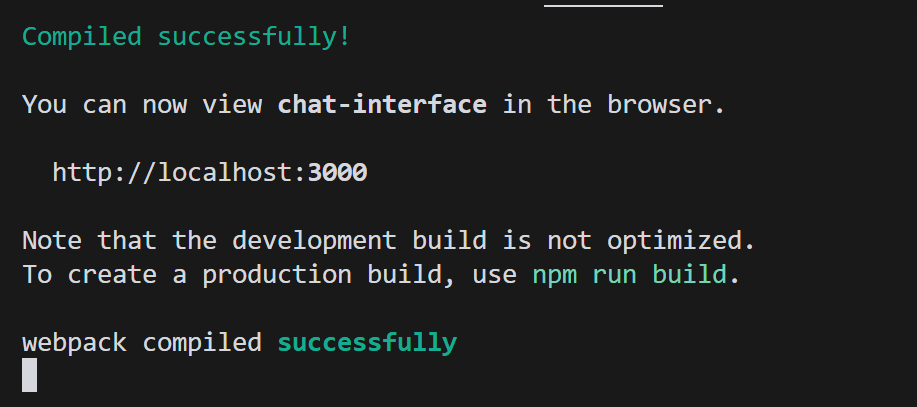 Compiled successfully!
You can now view chat-interface in the browser.
http://localhost:3000
Note that the development build is not optimized.
To create a production build, use npm run build.
webpack compiled successfully